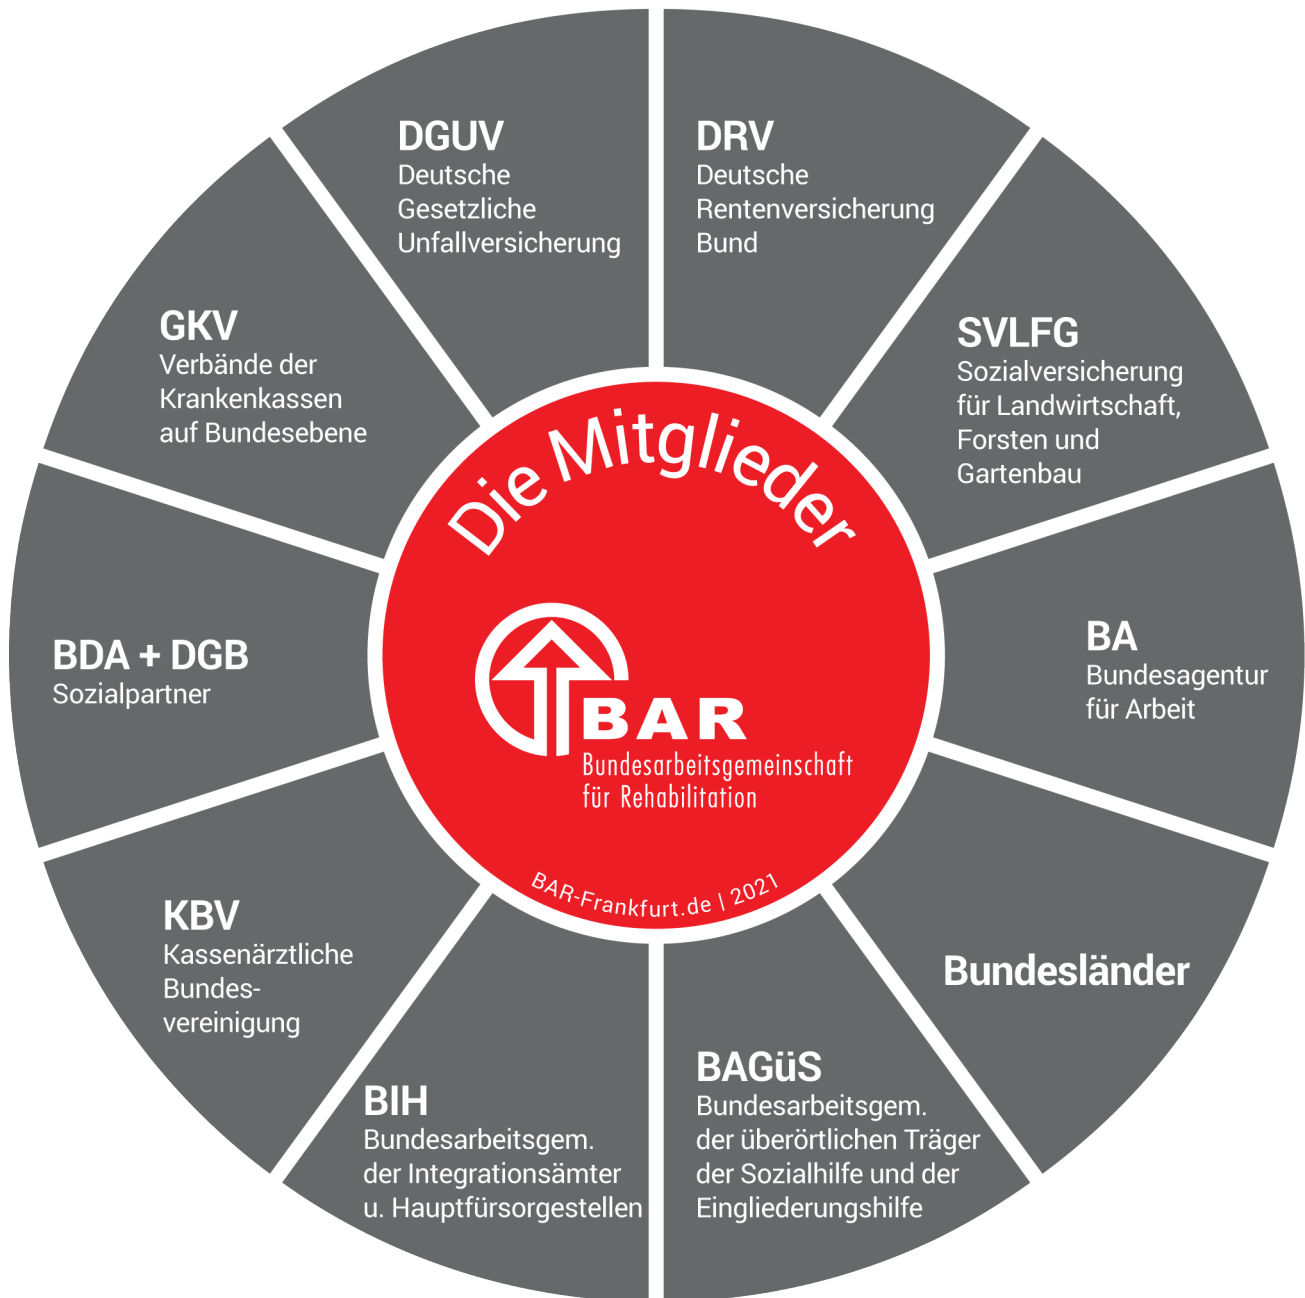 DGUV
Deutsche
Gesetzliche
Unfallversicherung
DRV
Deutsche
Rentenversicherung
Bund
SVLFG
Sozialversicherung
für Landwirtschaft,
Forsten und
Gartenbau
BA
Bundesagentur
für Arbeit
Bundesländer
BAGüS
Bundesarbeitsgem.
der überörtlichen Träger
der Sozialhilfe und der
Eingliederungshilfe
BIH
Bundesarbeitsgem.
der Integrationsämter
u. Hauptfürsorgestellen
KBV
Kassenärztliche
Bundes-
vereinigung
BDA + DGB
Sozialpartner
GKV
Verbände der
Krankenkassen
auf Bundesebene
Die Mitglieder
BAR
Bundesarbeitsgemeinschaft
für Rehabilitation
BAR-Frankfurt.de | 2021